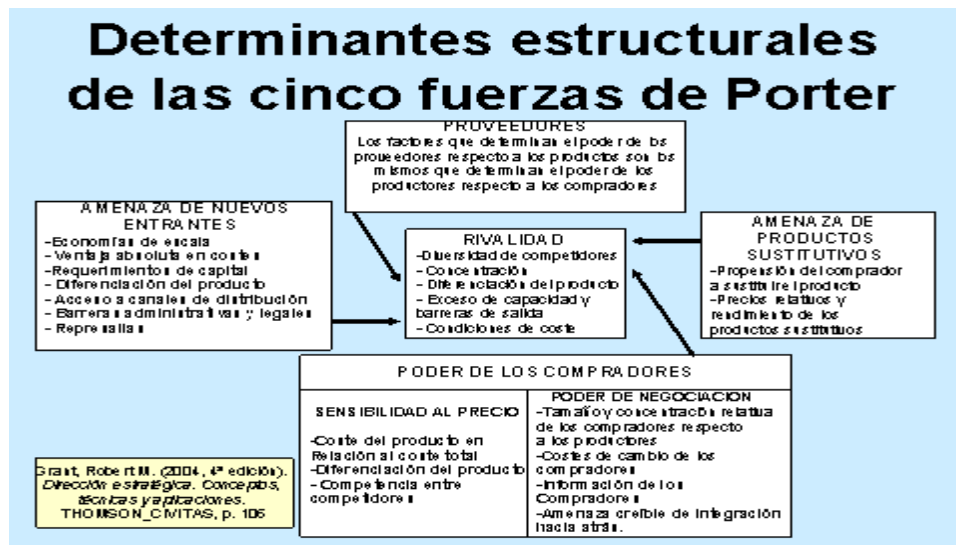 Determinantes estructurales
de las cinco fuerzas de Porter
PROVEEDORES
Los factores que determinan el poder de los
proveedores respecto a los productos son los
mismos que determinan el poder de los
productores respecto a los compradores
AMENAZA DE NUEVOS
ENTRANTES
-Economías de escala
- Ventaja absoluta en costes
-Requerimientos de capital
- Diferenciación del producto
- Acceso a canales de distribución
- Barreras administrativas y legales
- Represalias
RIVALIDAD
-Diversidad de competidores
- Concentración
- Diferenciación del producto
- Exceso de capacidad y
barreras de salida
- Condiciones de coste
AMENAZA DE
PRODUCTOS
SUSTITUTIVOS
-Propensión del comprador
a sustituir el producto
-Precios relativos y
rendimiento de los
productos sustitutivos
PODER DE LOS COMPRADORES
SENSIBILIDAD AL PRECIO
-Coste del producto en
Relación al coste total
-Diferenciación del producto
- Competencia entre
competidores
PODER DE NEGOCIACION
-Tamaño y concentración relativa
de los compradores respecto
a los productores
-Costes de cambio de los
compradores
-Información de los
Compradores
-Amenaza creíble de integración
hacia atrás.
Grant, Robert M. (2004, 4ª edición).
Dirección estratégica. Conceptos,
técnicas y aplicaciones.
THOMSON_CIVITAS, p. 106